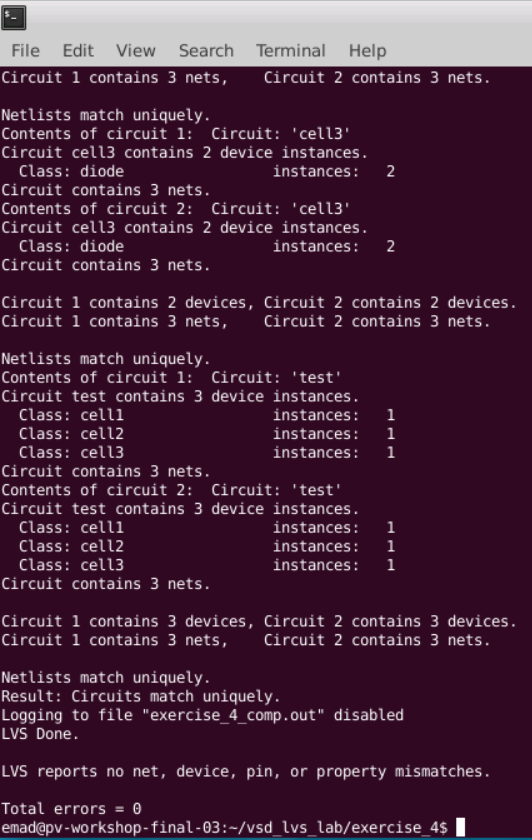 File Edit View Search Terminal Help
Circuit 1 contains 3 nets,    Circuit 2 contains 3 nets.
Netlists match uniquely.
Contents of circuit 1:  Circuit: 'cell3'
Circuit cell3 contains 2 device instances.
  Class: diode                 instances:   2
Circuit contains 3 nets.
Contents of circuit 2:  Circuit: 'cell3'
Circuit cell3 contains 2 device instances.
  Class: diode                 instances:   2
Circuit contains 3 nets.
Circuit 1 contains 2 devices, Circuit 2 contains 2 devices.
Circuit 1 contains 3 nets,    Circuit 2 contains 3 nets.
Netlists match uniquely.
Contents of circuit 1:  Circuit: 'test'
Circuit test contains 3 device instances.
  Class: cell1                 instances:   1
  Class: cell2                 instances:   1
  Class: cell3                 instances:   1
Circuit contains 3 nets.
Contents of circuit 2:  Circuit: 'test'
Circuit test contains 3 device instances.
  Class: cell1                 instances:   1
  Class: cell2                 instances:   1
  Class: cell3                 instances:   1
Circuit contains 3 nets.
Circuit 1 contains 3 devices, Circuit 2 contains 3 devices.
Circuit 1 contains 3 nets,    Circuit 2 contains 3 nets.
Netlists match uniquely.
Result: Circuits match uniquely.
Logging to file "exercise_4_comp.out" disabled
LVS Done.
LVS reports no net, device, pin, or property mismatches.
Total errors = 0
emad@pv-workshop-final-03:~/vsd_lvs_lab/exercise_4$